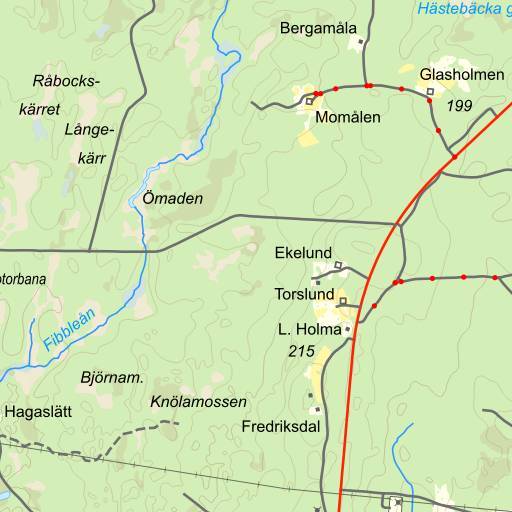 Hästebäcka g
Bergamåla
Glasholmen
Råbocks-
kärret
199
Momålen
Långe-
kärr
Ömaden
Ekelund
otorbana
Torslund
Fibbleån
L. Holma
215
Björnam.
Knölamossen
Hagaslätt
Fredriksdal